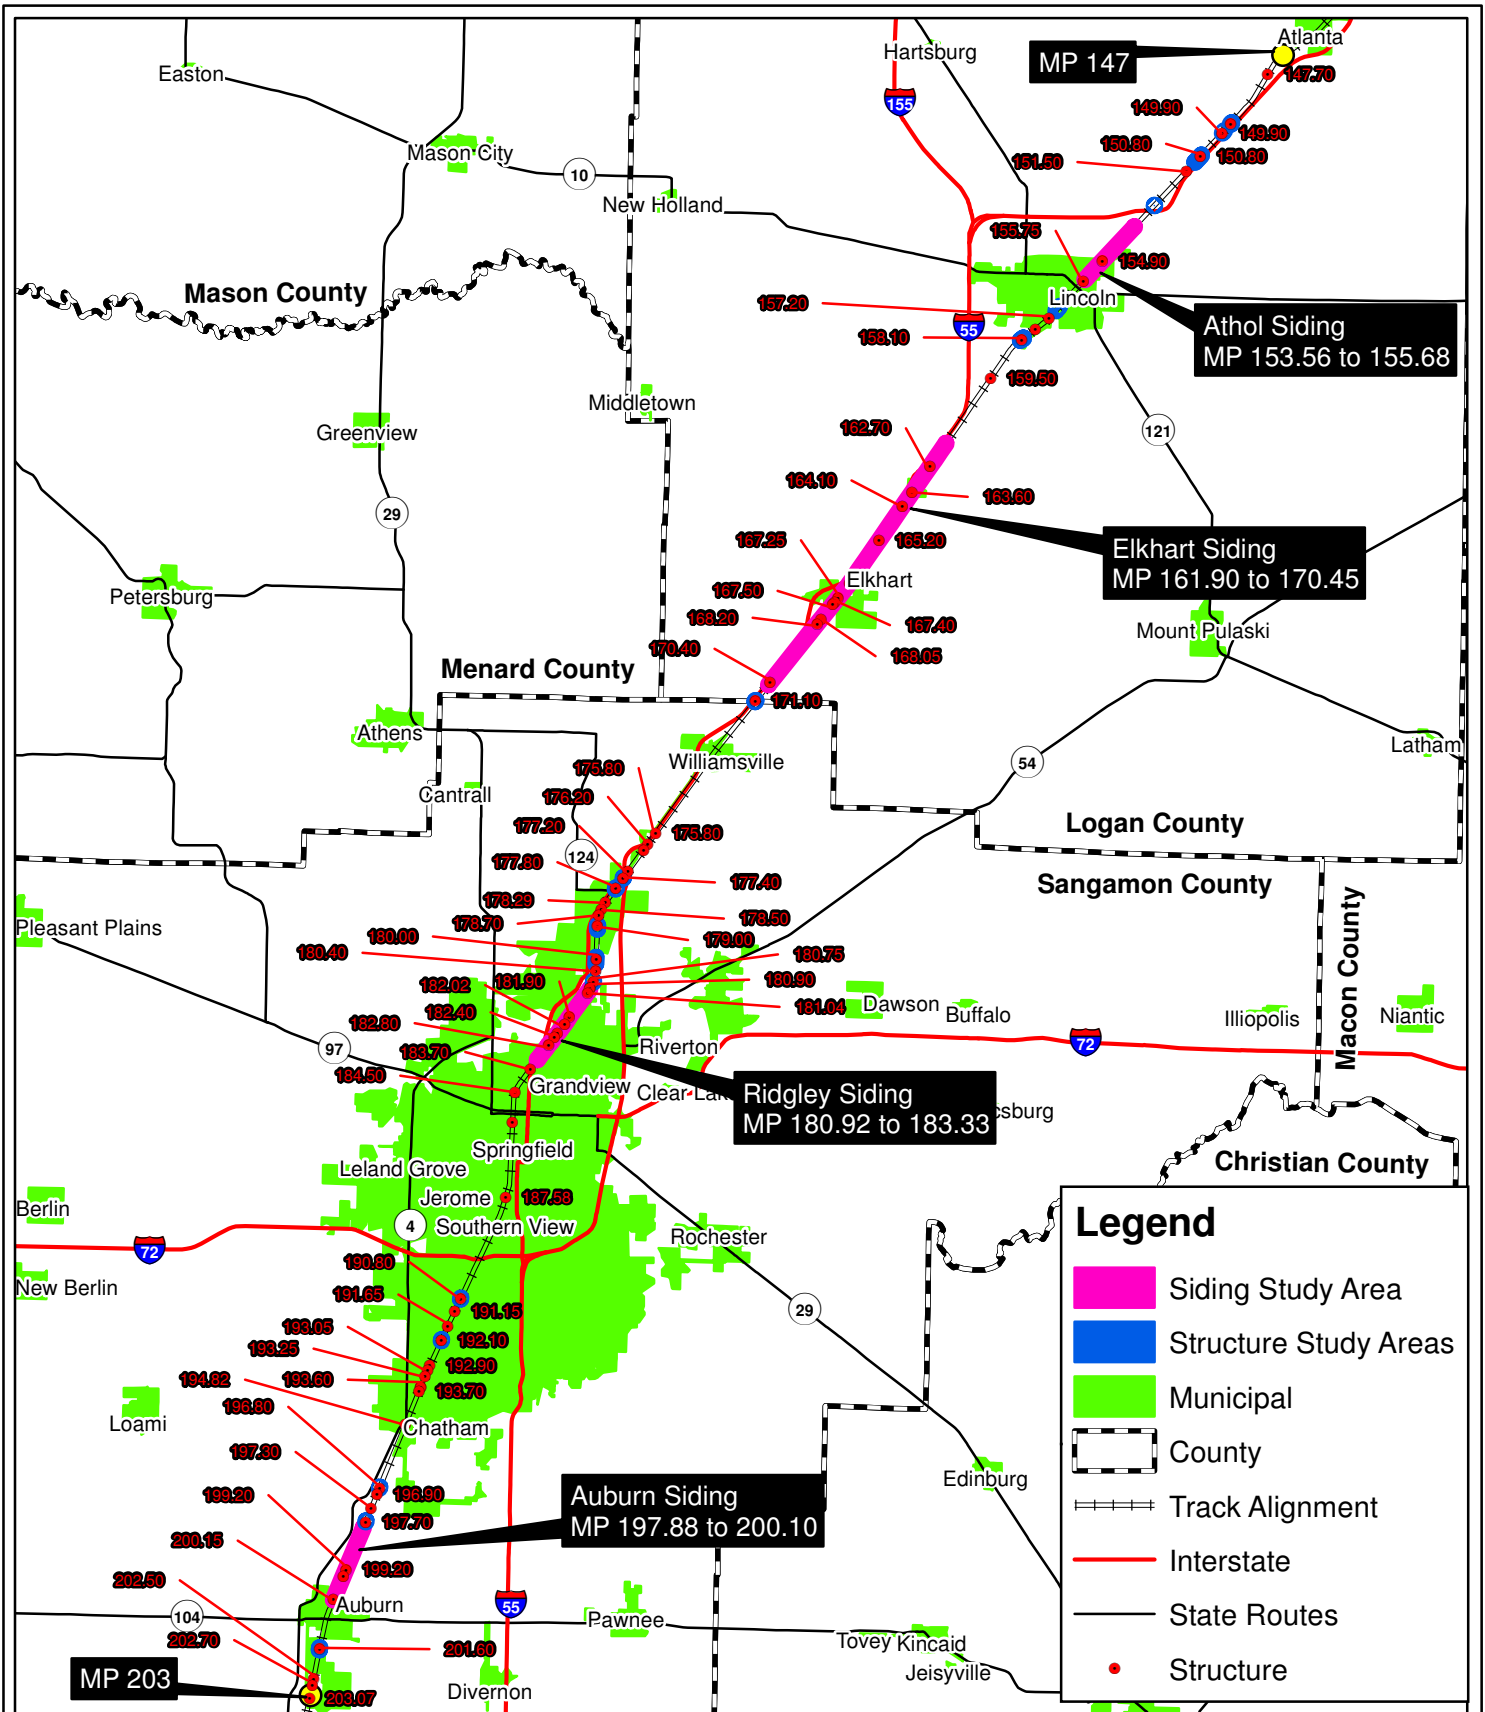 Atlanta
Hartsburg
MP 147
147.70
Easton
155
149.90
149.90
150.80
150.80
151.50
Mason City
10
New Holland
155.75
154.90
Mason County
157.20
Lincoln
Athol Siding
MP 153.56 to 155.68
55
158.10
159.50
Middletown
Greenview
162.70
121
164.10
163.60
29
167.25
165.20
Elkhart Siding
MP 161.90 to 170.45
Elkhart
167.50
Petersburg
168.20
167.40
Mount Pulaski
170.40
168.05
Menard County
171.10
Athens
Williamsville
54
Latham
175.80
Cantrall
176.20
177.20
175.80
Logan County
124
177.80
177.40
Sangamon County
178.29
178.50
178.70
Pleasant Plains
179.00
180.00
180.40
180.75
180.90
182.02
181.90
181.04
Dawson
Buffalo
Illiopolis
Niantic
Macon County
182.40
182.80
97
183.70
Riverton
72
184.50
Grandview
Clear Lak
Ridgley Siding
MP 180.92 to 183.33
csburg
Springfield
Leland Grove
Christian County
Jerome
187.58
Berlin
4
Southern View
Rochester
72
190.80
New Berlin
191.65
191.15
29
193.05
192.10
193.25
192.90
194.82
193.60
193.70
196.80
Loami
Chatham
197.30
Edinburg
199.20
196.90
Auburn Siding
MP 197.88 to 200.10
197.70
200.15
199.20
202.50
55
Auburn
104
Pawnee
202.70
201.60
Tovey
Kincaid
Jeisyville
MP 203
203.07
Divernon
Legend
Siding Study Area
Structure Study Areas
Municipal
County
Track Alignment
Interstate
State Routes
Structure